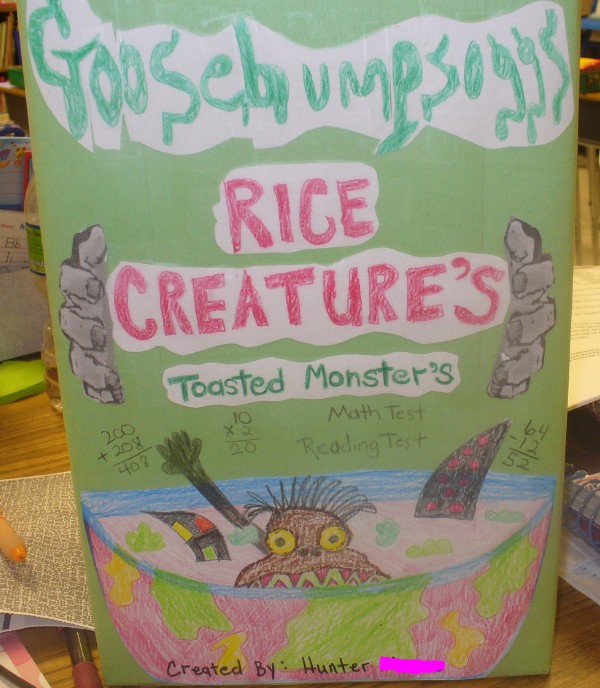 Goosebumpsoggs
RICE
CREATURE'S
Toasted Monster's
Math Test
Reading Test
200
+ 208
408
10
x 2
20
64
- 12
52
Created By: Hunter